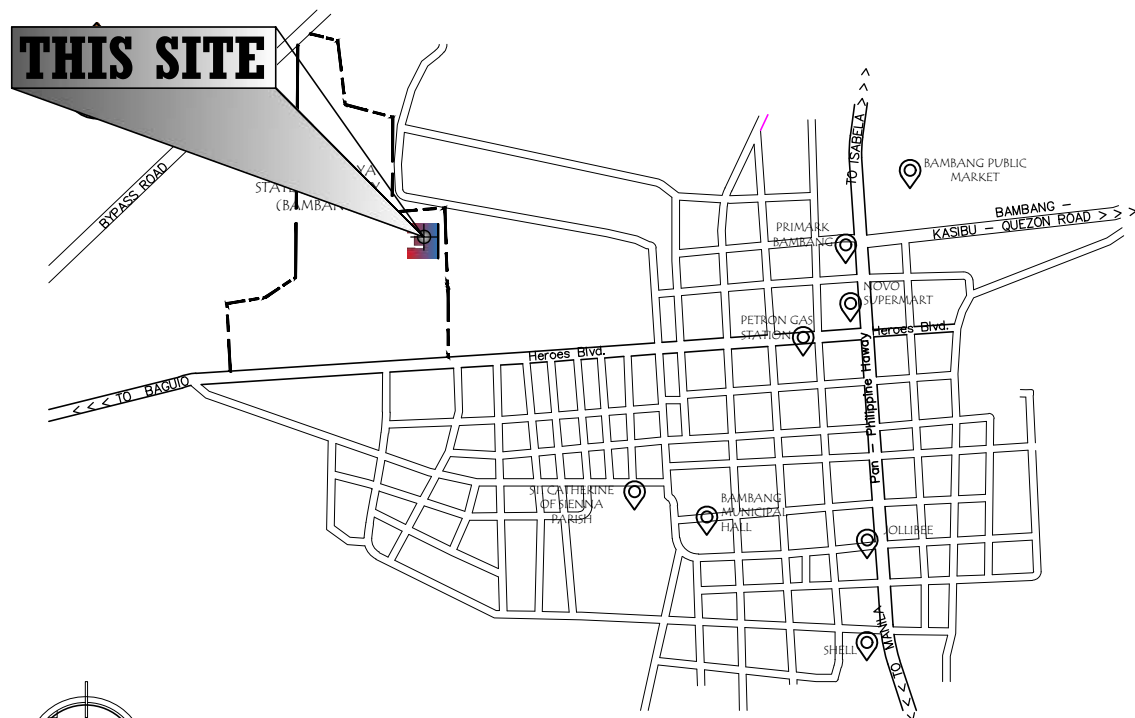 THIS SITE
BYPASS ROAD
(BAMBAN
TO ISABELA > >
BAMBANG PUBLIC
MARKET
BAMBANG -
KASIBU - QUEZON ROAD > > >
PRIMARK
BAMBANG
NOVO
SUPERMART
PETRON GAS
STATION
Heroes Blvd.
Heroes Blvd.
< < < TO BAGUIO
Pan - Philippine Hiway
ST. CATHERINE
OF SIENNA
PARISH
BAMBANG
MUNICIPAL
HALL
JOLLIBEE
SHELL
< < < TO MANILA